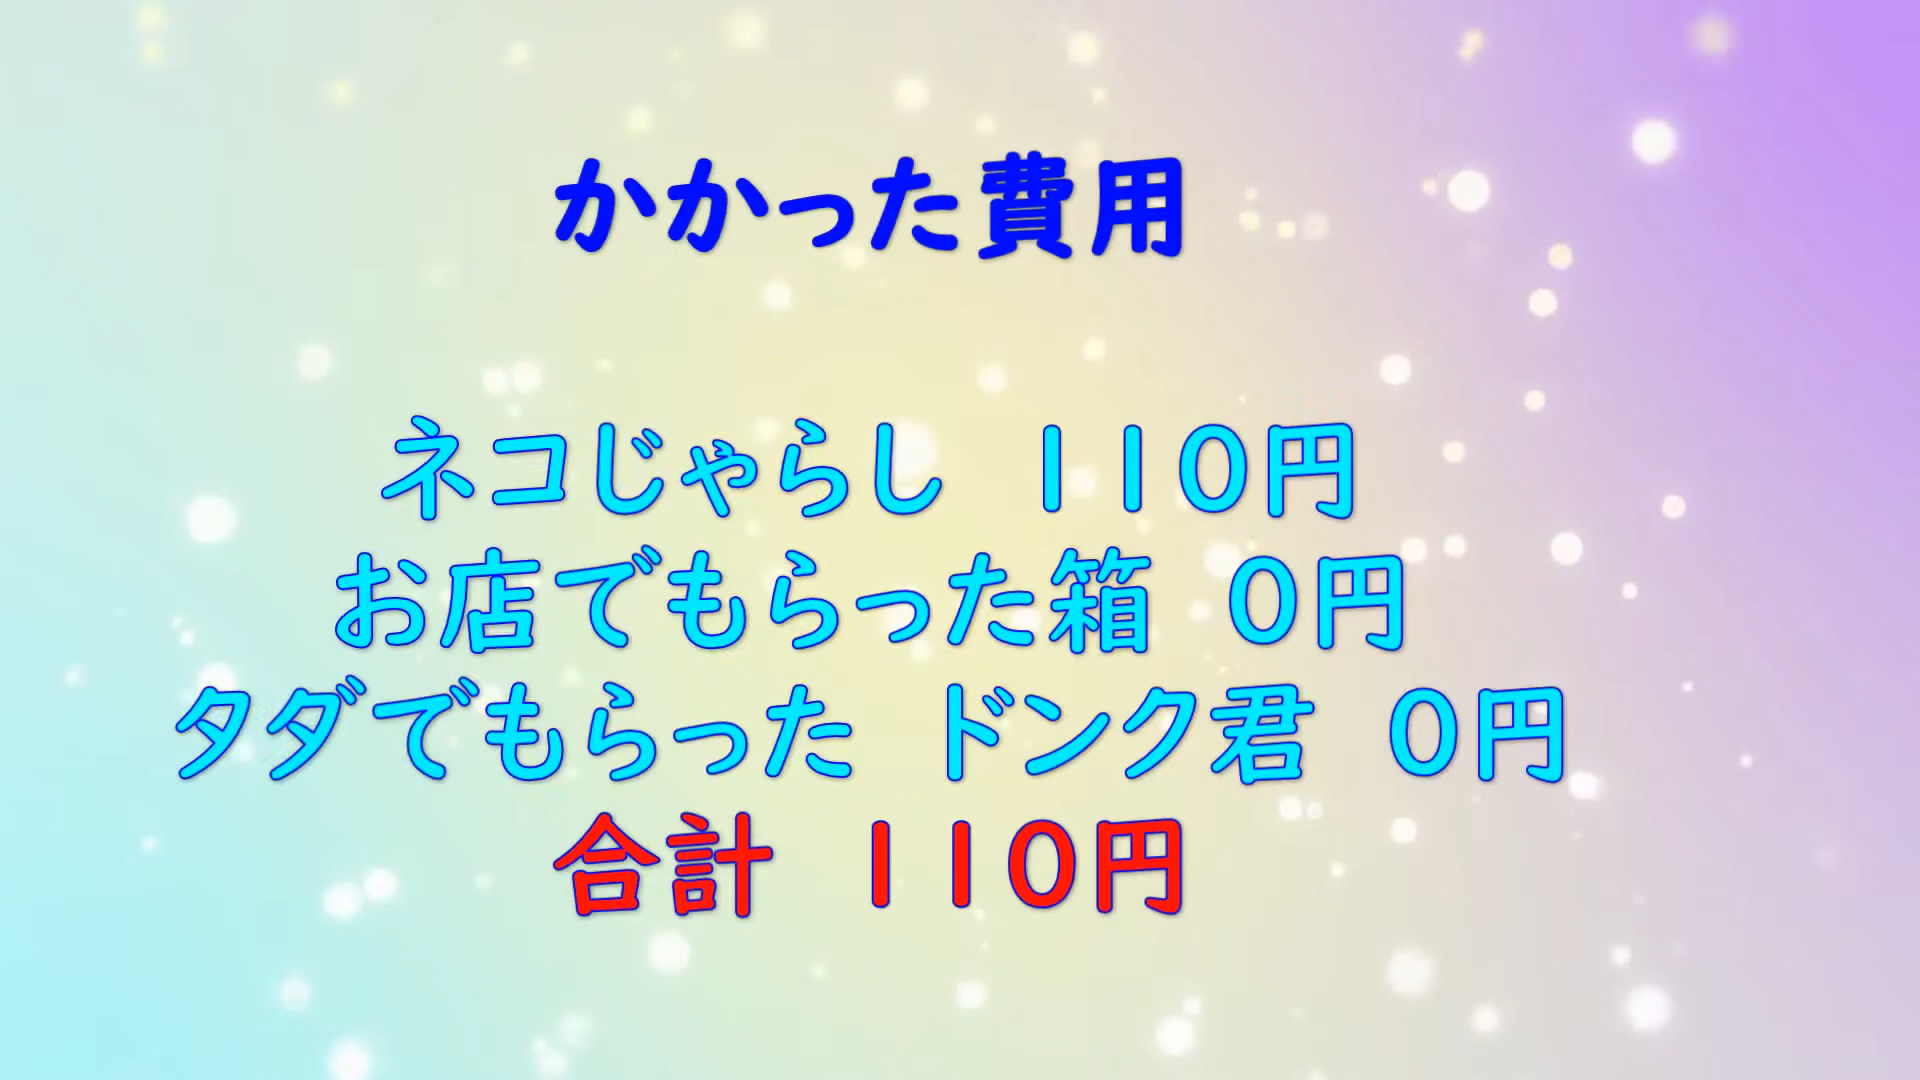 かかった費用
ネコじゃらし　110円
お店でもらった箱　0円
タダでもらった　ドンク君　0円
合計　110円